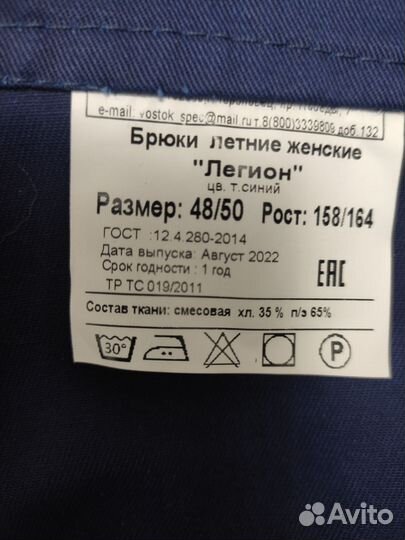 e-mail: vostok_spec@mail.ru т.8(800)3339809 доб.132
Брюки летние женские
"Легион"
цв. т.синий
Размер: 48/50 Рост: 158/164
ГОСТ :12.4.280-2014
Дата выпуска: Август 2022
Срок годности : 1 год
ТР ТС 019/2011
EAC
Состав ткани: смесовая хл. 35 % п/э 65%
30°
P
Avito